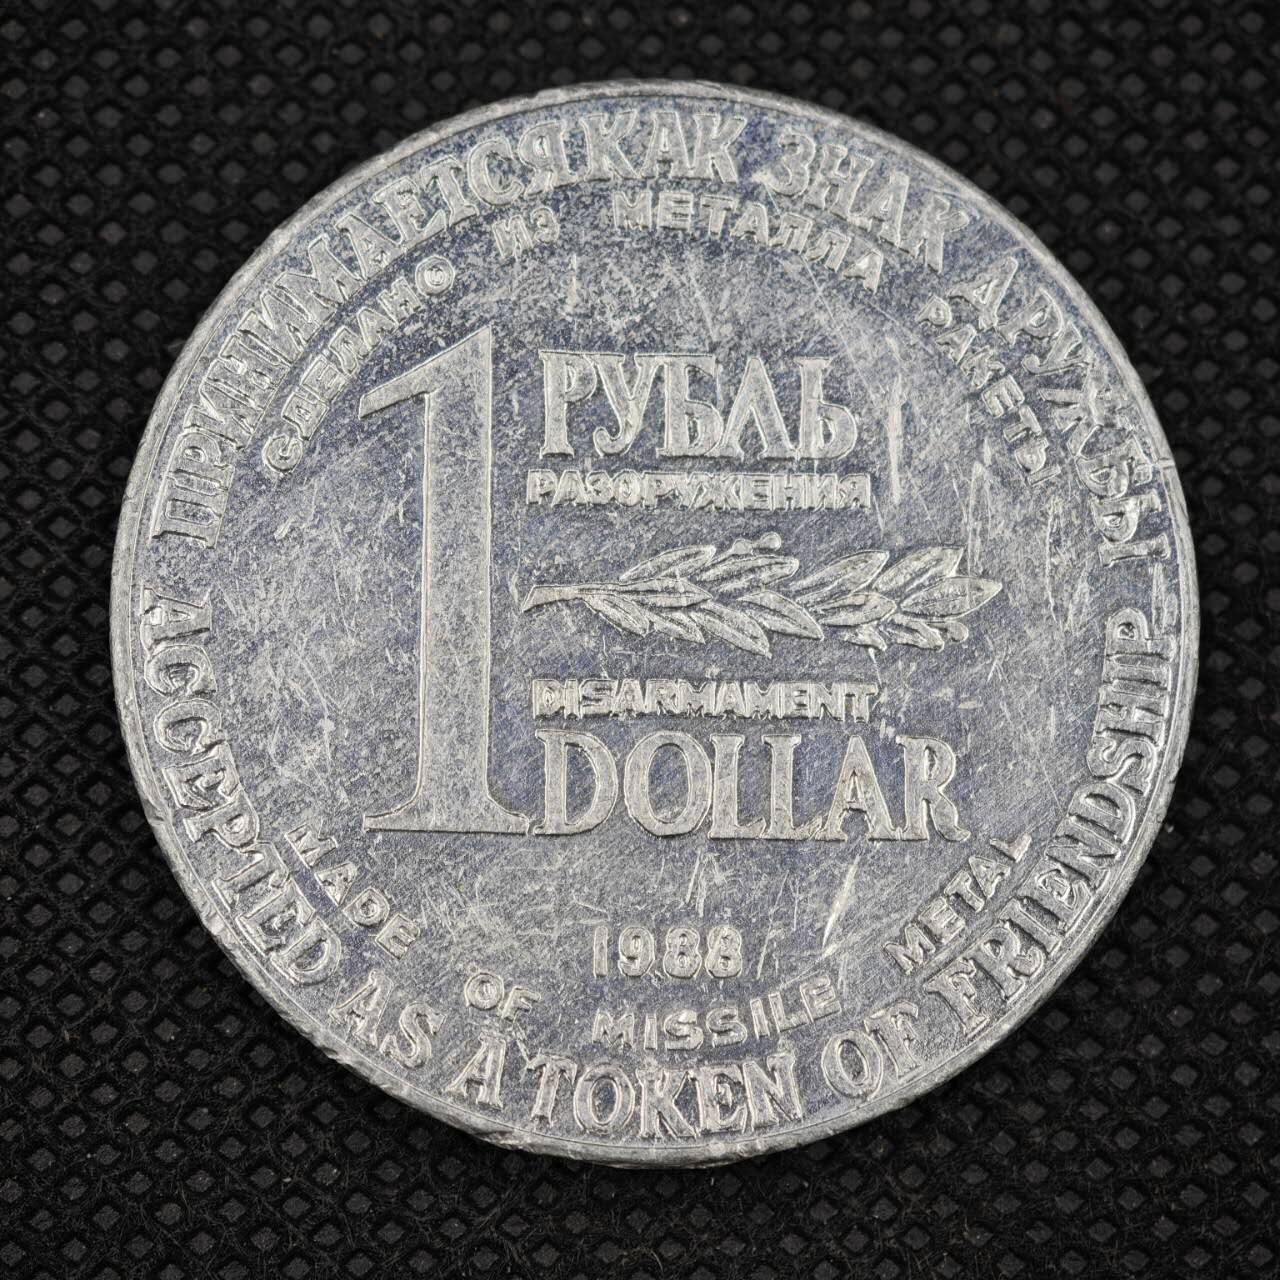 ПРИНИМАЕТСЯ КАК ЗНАК ДРУЖБЫ
СДЕЛАНО ИЗ МЕТАЛЛА РАКЕТЫ
1
РУБЛЬ
РАЗОРУЖЕНИЯ
DISARMAMENT
DOLLAR
1988
MADE OF MISSILE METAL
ACCEPTED AS A TOKEN OF FRIENDSHIP